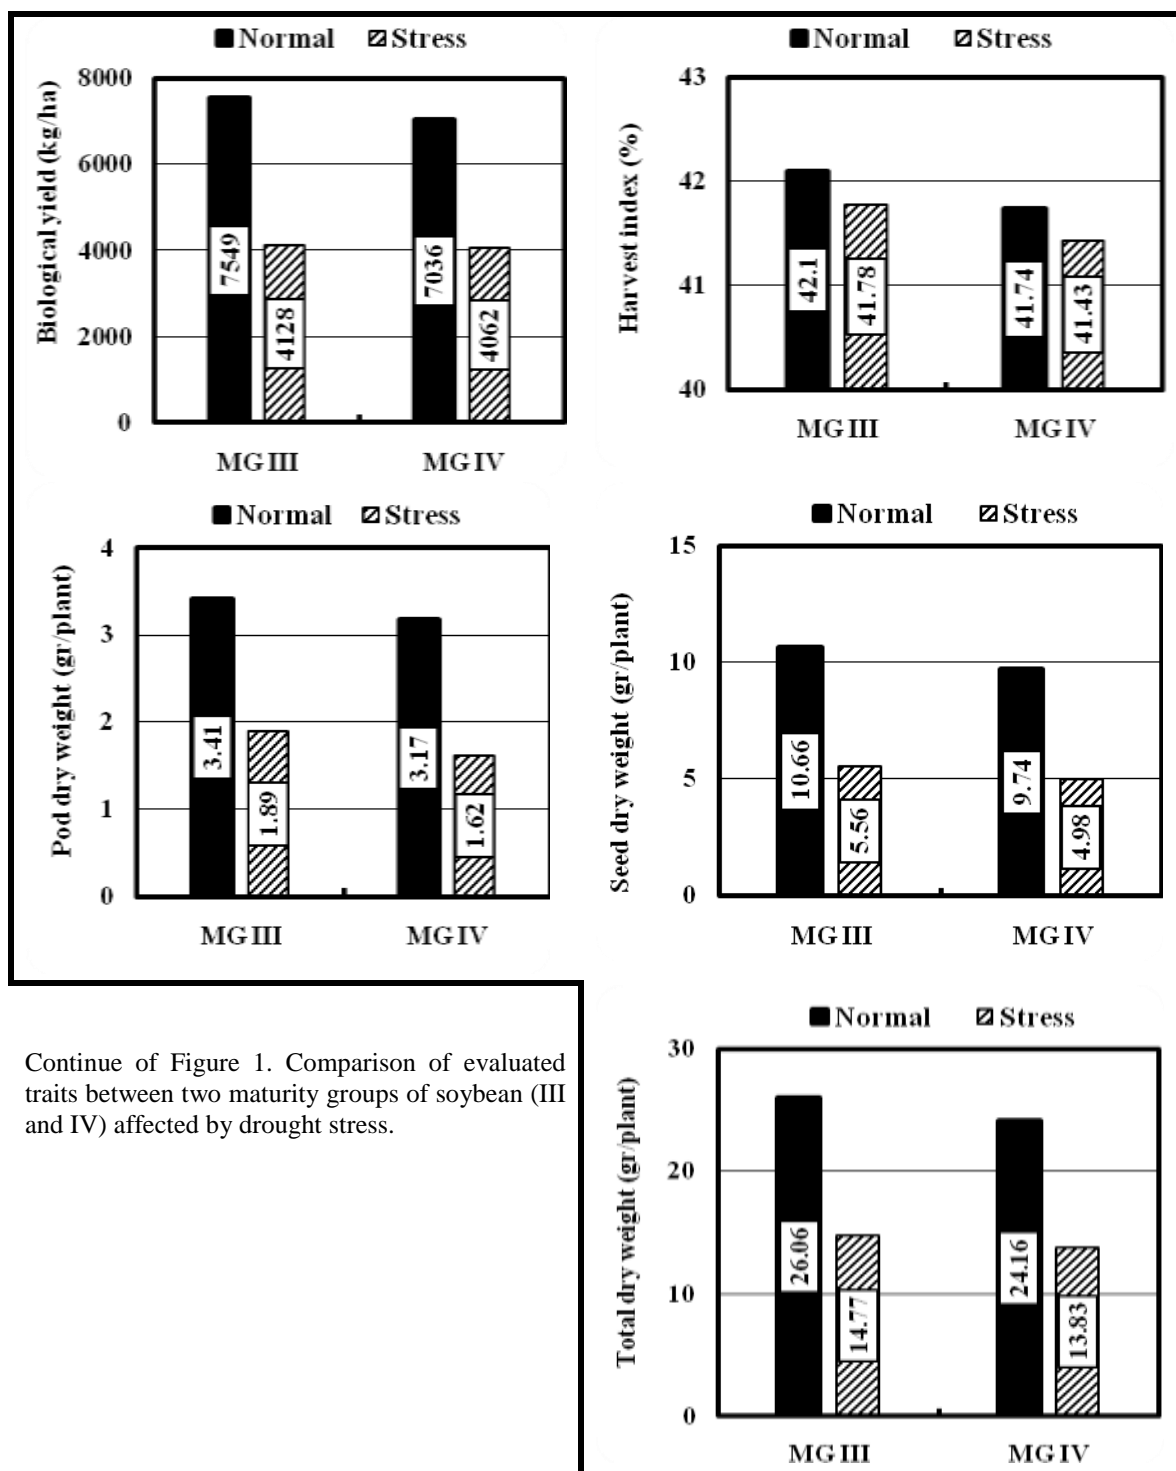 Normal Stress
Biological yield (kg/ha)
8000
6000
4000
2000
0
7549
4128
7036
4062
MG III MG IV
Normal Stress
Harvest index (%)
43
42
41
40
42.1
41.78
41.74
41.43
MG III MG IV
Normal Stress
Pod dry weight (gr/plant)
4
3
2
1
0
3.41
1.89
3.17
1.62
MG III MG IV
Normal Stress
Seed dry weight (gr/plant)
15
10
5
0
10.66
5.56
9.74
4.98
MG III MG IV
Continue of Figure 1. Comparison of evaluated
traits between two maturity groups of soybean (III
and IV) affected by drought stress.
Normal Stress
Total dry weight (gr/plant)
30
20
10
0
26.06
14.77
24.16
13.83
MG III MG IV